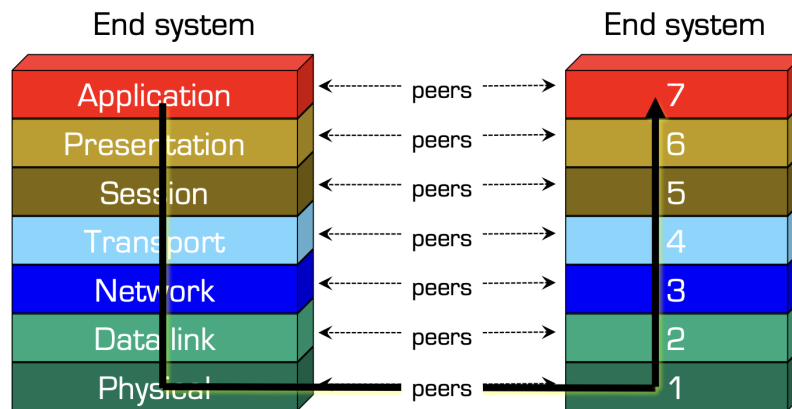 End system End system
Application peers 7
Presentation peers 6
Session peers 5
Transport peers 4
Network peers 3
Data link peers 2
Physical peers 1